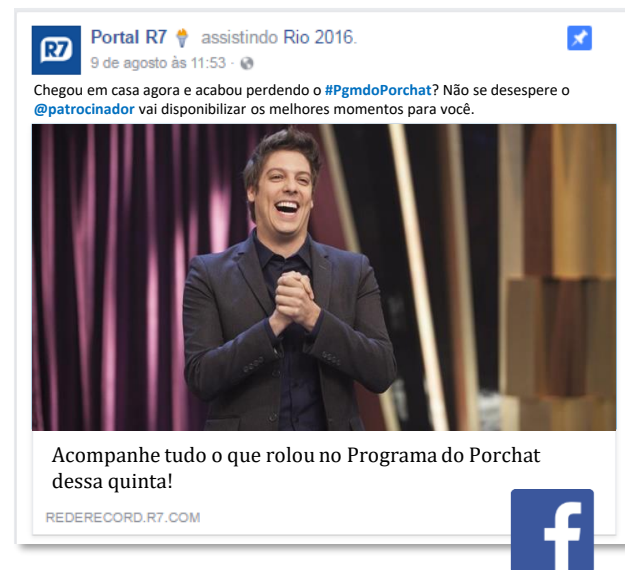 R7
Portal R7 assistindo Rio 2016.
9 de agosto às 11:53 ·
Chegou em casa agora e acabou perdendo o #PgmdoPorchat? Não se desespere o
@patrocinador vai disponibilizar os melhores momentos para você.
Acompanhe tudo o que rolou no Programa do Porchat
dessa quinta!
REDERECORD.R7.COM
f